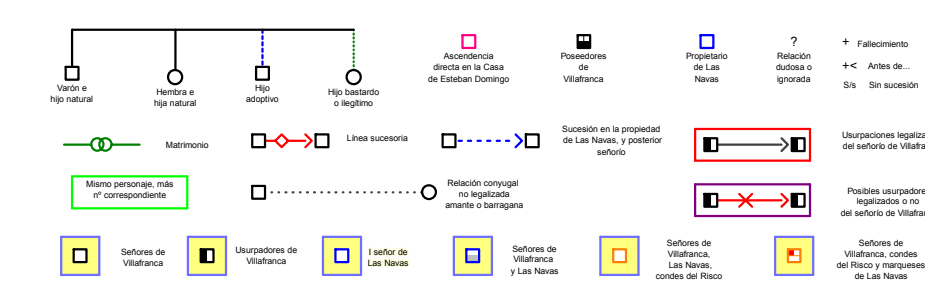 Varón e
hijo natural
Hembra e
hija natural
Hijo
adoptivo
Hijo bastardo
o ilegítimo
Ascendencia
directa en la Casa
de Esteban Domingo
Poseedores
de
Villafranca
Propietario
de Las
Navas
?
Relación
dudosa o
ignorada
+ Fallecimiento
+< Antes de...
S/s Sin sucesión
Matrimonio
Línea sucesoria
Sucesión en la propiedad
de Las Navas, y posterior
señorío
Usurpaciones legaliza
del señorío de Villafra
Mismo personaje, más
nº correspondiente
Relación conyugal
no legalizada
amante o barragana
Posibles usurpadore
legalizados o no
del señorío de Villafran
Señores de
Villafranca
Usurpadores de
Villafranca
I señor de
Las Navas
Señores de
Villafranca
y Las Navas
Señores de
Villafranca,
Las Navas,
condes del Risco
Señores de
Villafranca, condes
del Risco y marqueses
de Las Navas